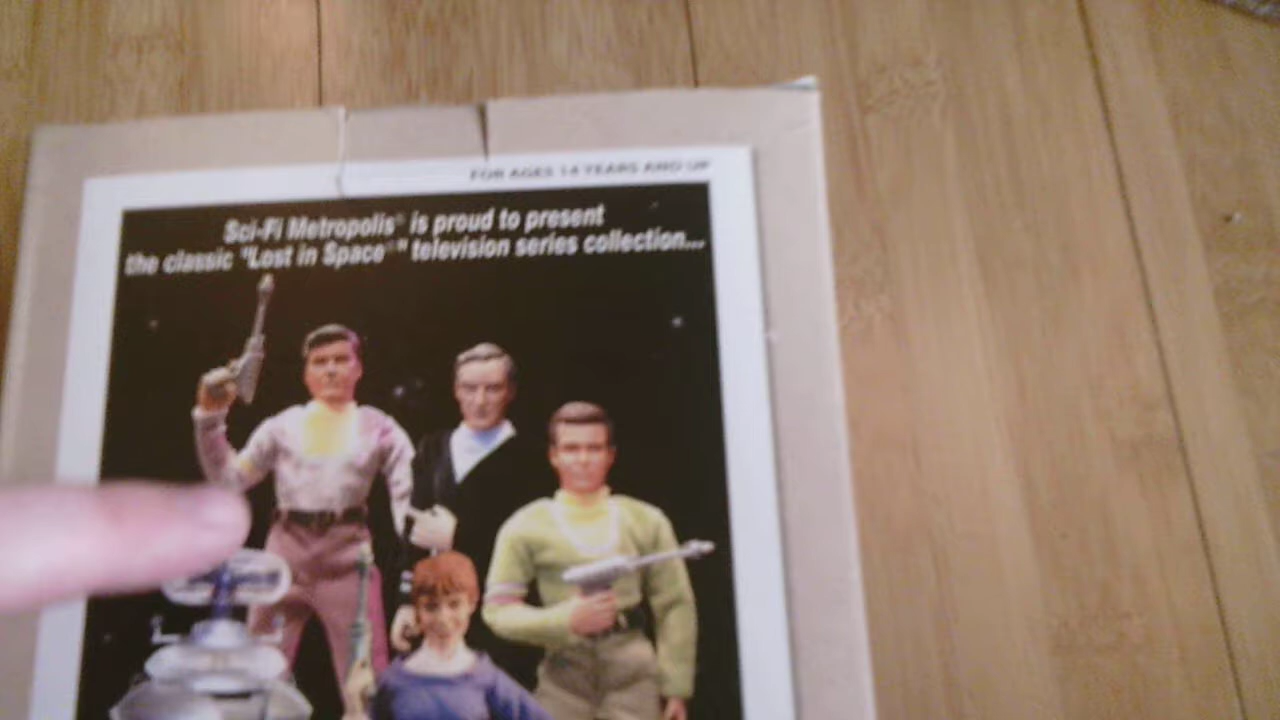 FOR AGES 14 YEARS AND UP
Sci-Fi Metropolis® is proud to present
the classic "Lost in Space®" television series collection...